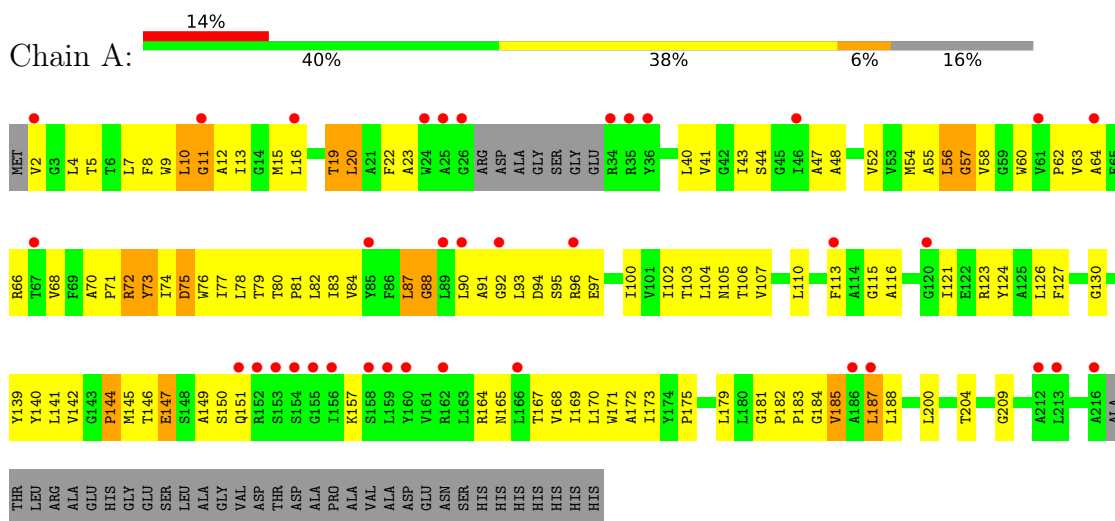 14%
Chain A:
40% 38% 6% 16%
MET V2 G3 L4 T5 T6 L7 F8 W9 L10 G11 A12 I13 G14 M15 L16 T19 L20 A21 F22 A23 W24 A25 G26 ARG ASP ALA GLY SER GLY GLU R34 R35 Y36 L40 V41 G42 I43 S44 G45 I46 A47 A48 V52 V53 M54 A55 L56 G57 V58 G59 W60 V61 P62 V63 A64 E65
R66 T67 V68 F69 A70 P71 R72 Y73 I74 D75 W76 I77 L78 T79 T80 P81 L82 I83 V84 Y85 F86 L87 G88 L89 L90 A91 G92 L93 D94 S95 R96 E97 I100 V101 I102 T103 L104 N105 T106 V107 L110 F113 A114 G115 A116 G120 I121 E122 R123 Y124 A125 L126 F127 G130
Y139 Y140 L141 V142 G143 P144 M145 T146 E147 S148 A149 S150 Q151 R152 S153 S154 G155 I156 K157 S158 L159 Y160 V161 R162 L163 R164 N165 L166 T167 V168 I169 L170 W171 A172 I173 Y174 P175 L179 L180 G181 P182 P183 G184 V185 A186 L187 L188 L200 T204 G209 A212 L213 A216 ALA
THR LEU ARG ALA GLU HIS GLY GLU SER LEU ALA GLY VAL ASP THR ASP ALA PRO ALA VAL ALA ASP GLU ASN SER HIS HIS HIS HIS HIS HIS HIS HIS